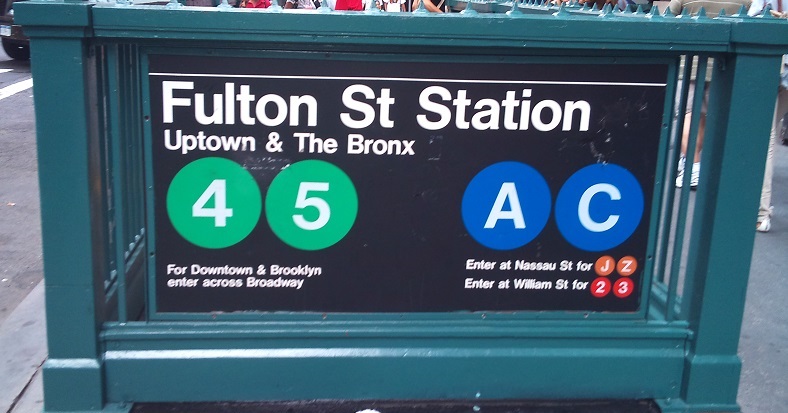 Fulton St Station
Uptown & The Bronx
4 5 A C
For Downtown & Brooklyn
enter across Broadway
Enter at Nassau St for J Z
Enter at William St for 2 3